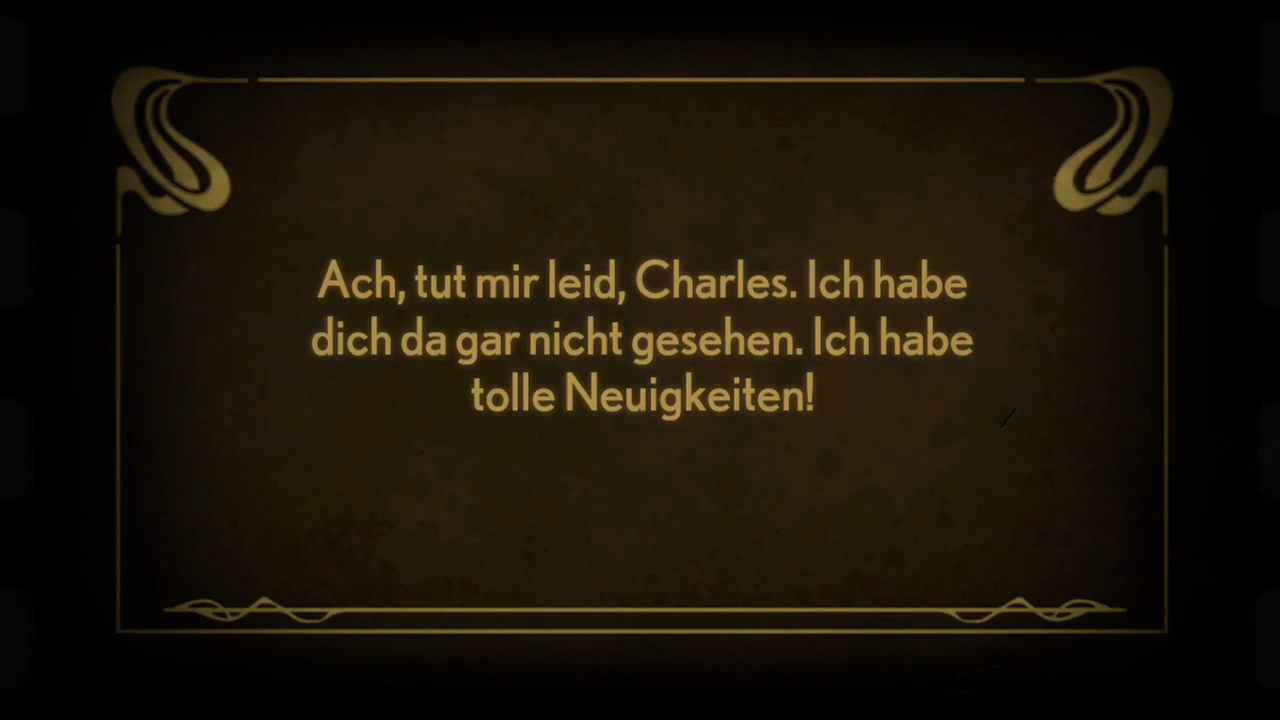 Ach, tut mir leid, Charles. Ich habe
dich da gar nicht gesehen. Ich habe
tolle Neuigkeiten!